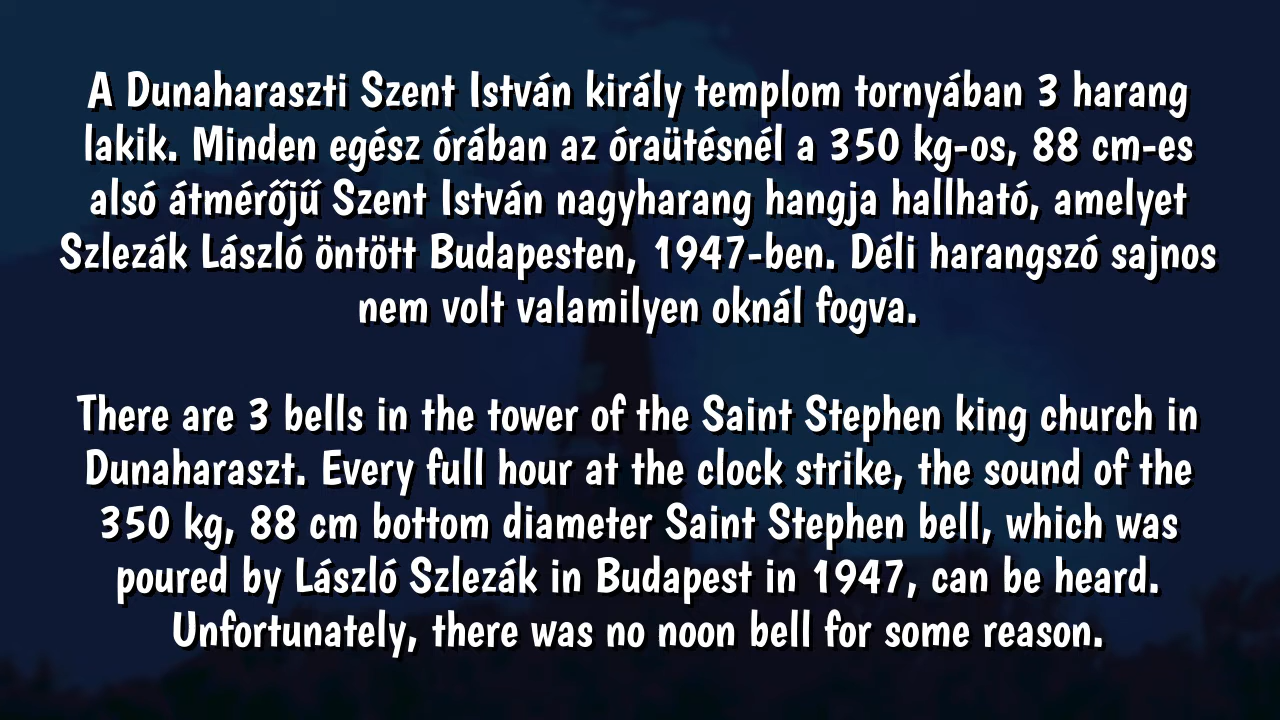 A Dunaharaszti Szent István király templom tornyában 3 harang
lakik. Minden egész órában az óraütésnél a 350 kg-os, 88 cm-es
alsó átmérőjű Szent István nagyharang hangja hallható, amelyet
Szlezák László öntött Budapesten, 1947-ben. Déli harangszó sajnos
nem volt valamilyen oknál fogva.
There are 3 bells in the tower of the Saint Stephen king church in
Dunaharaszt. Every full hour at the clock strike, the sound of the
350 kg, 88 cm bottom diameter Saint Stephen bell, which was
poured by László Szlezák in Budapest in 1947, can be heard.
Unfortunately, there was no noon bell for some reason.